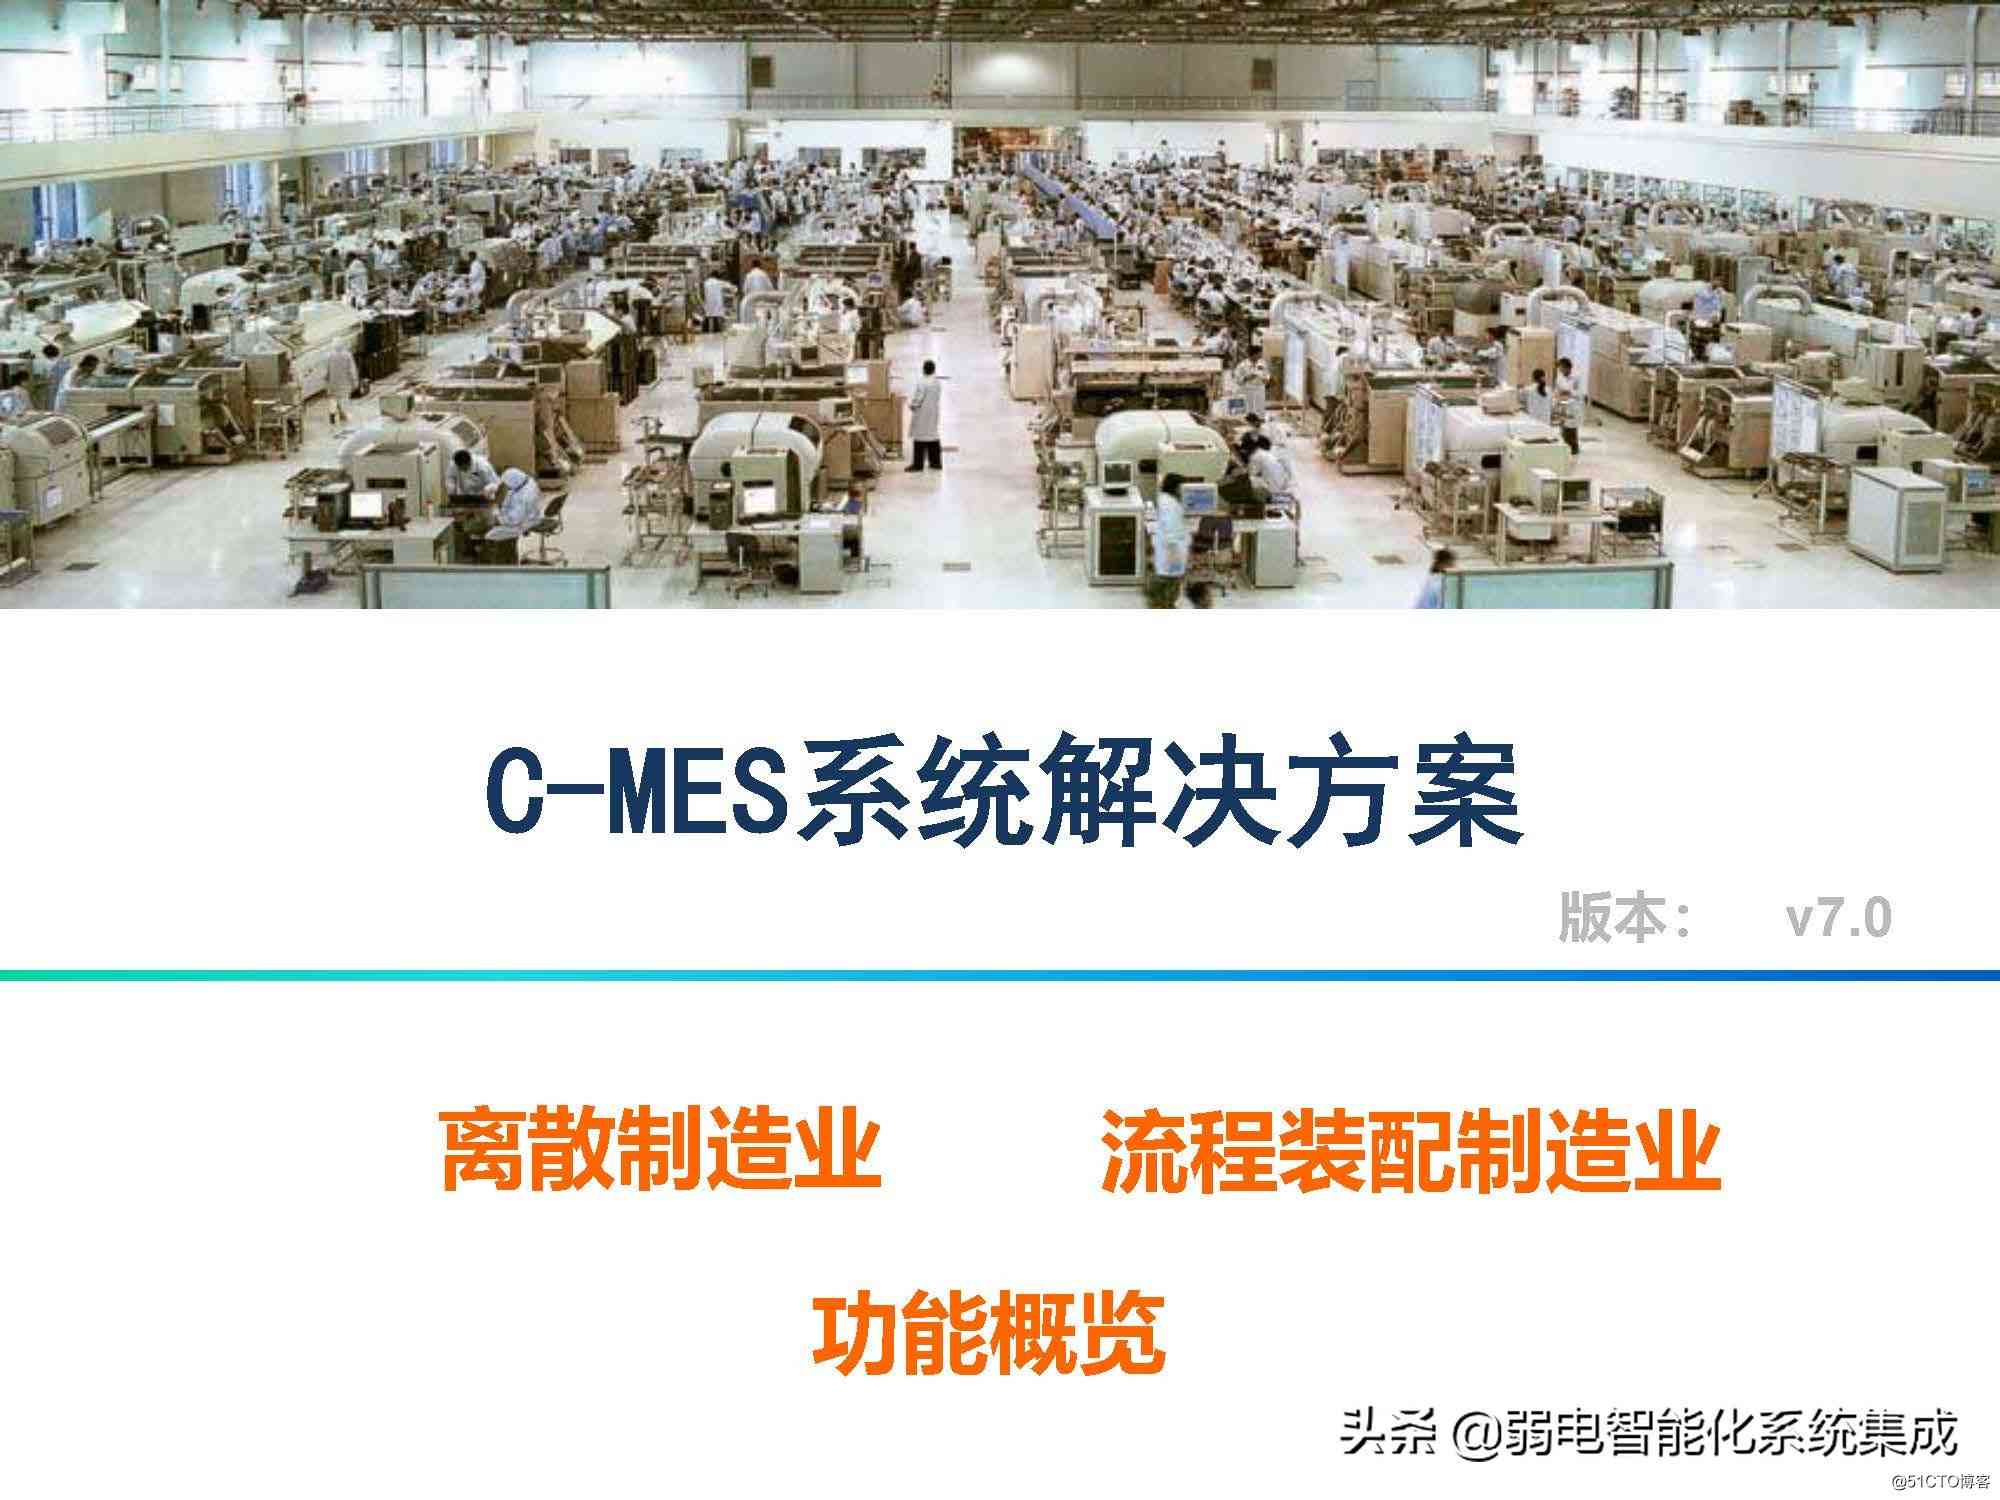 C-MES系统解决方案
版本： v7.0
离散制造业 流程装配制造业
功能概览
头条 @弱电智能化系统集成
@51CTO博客